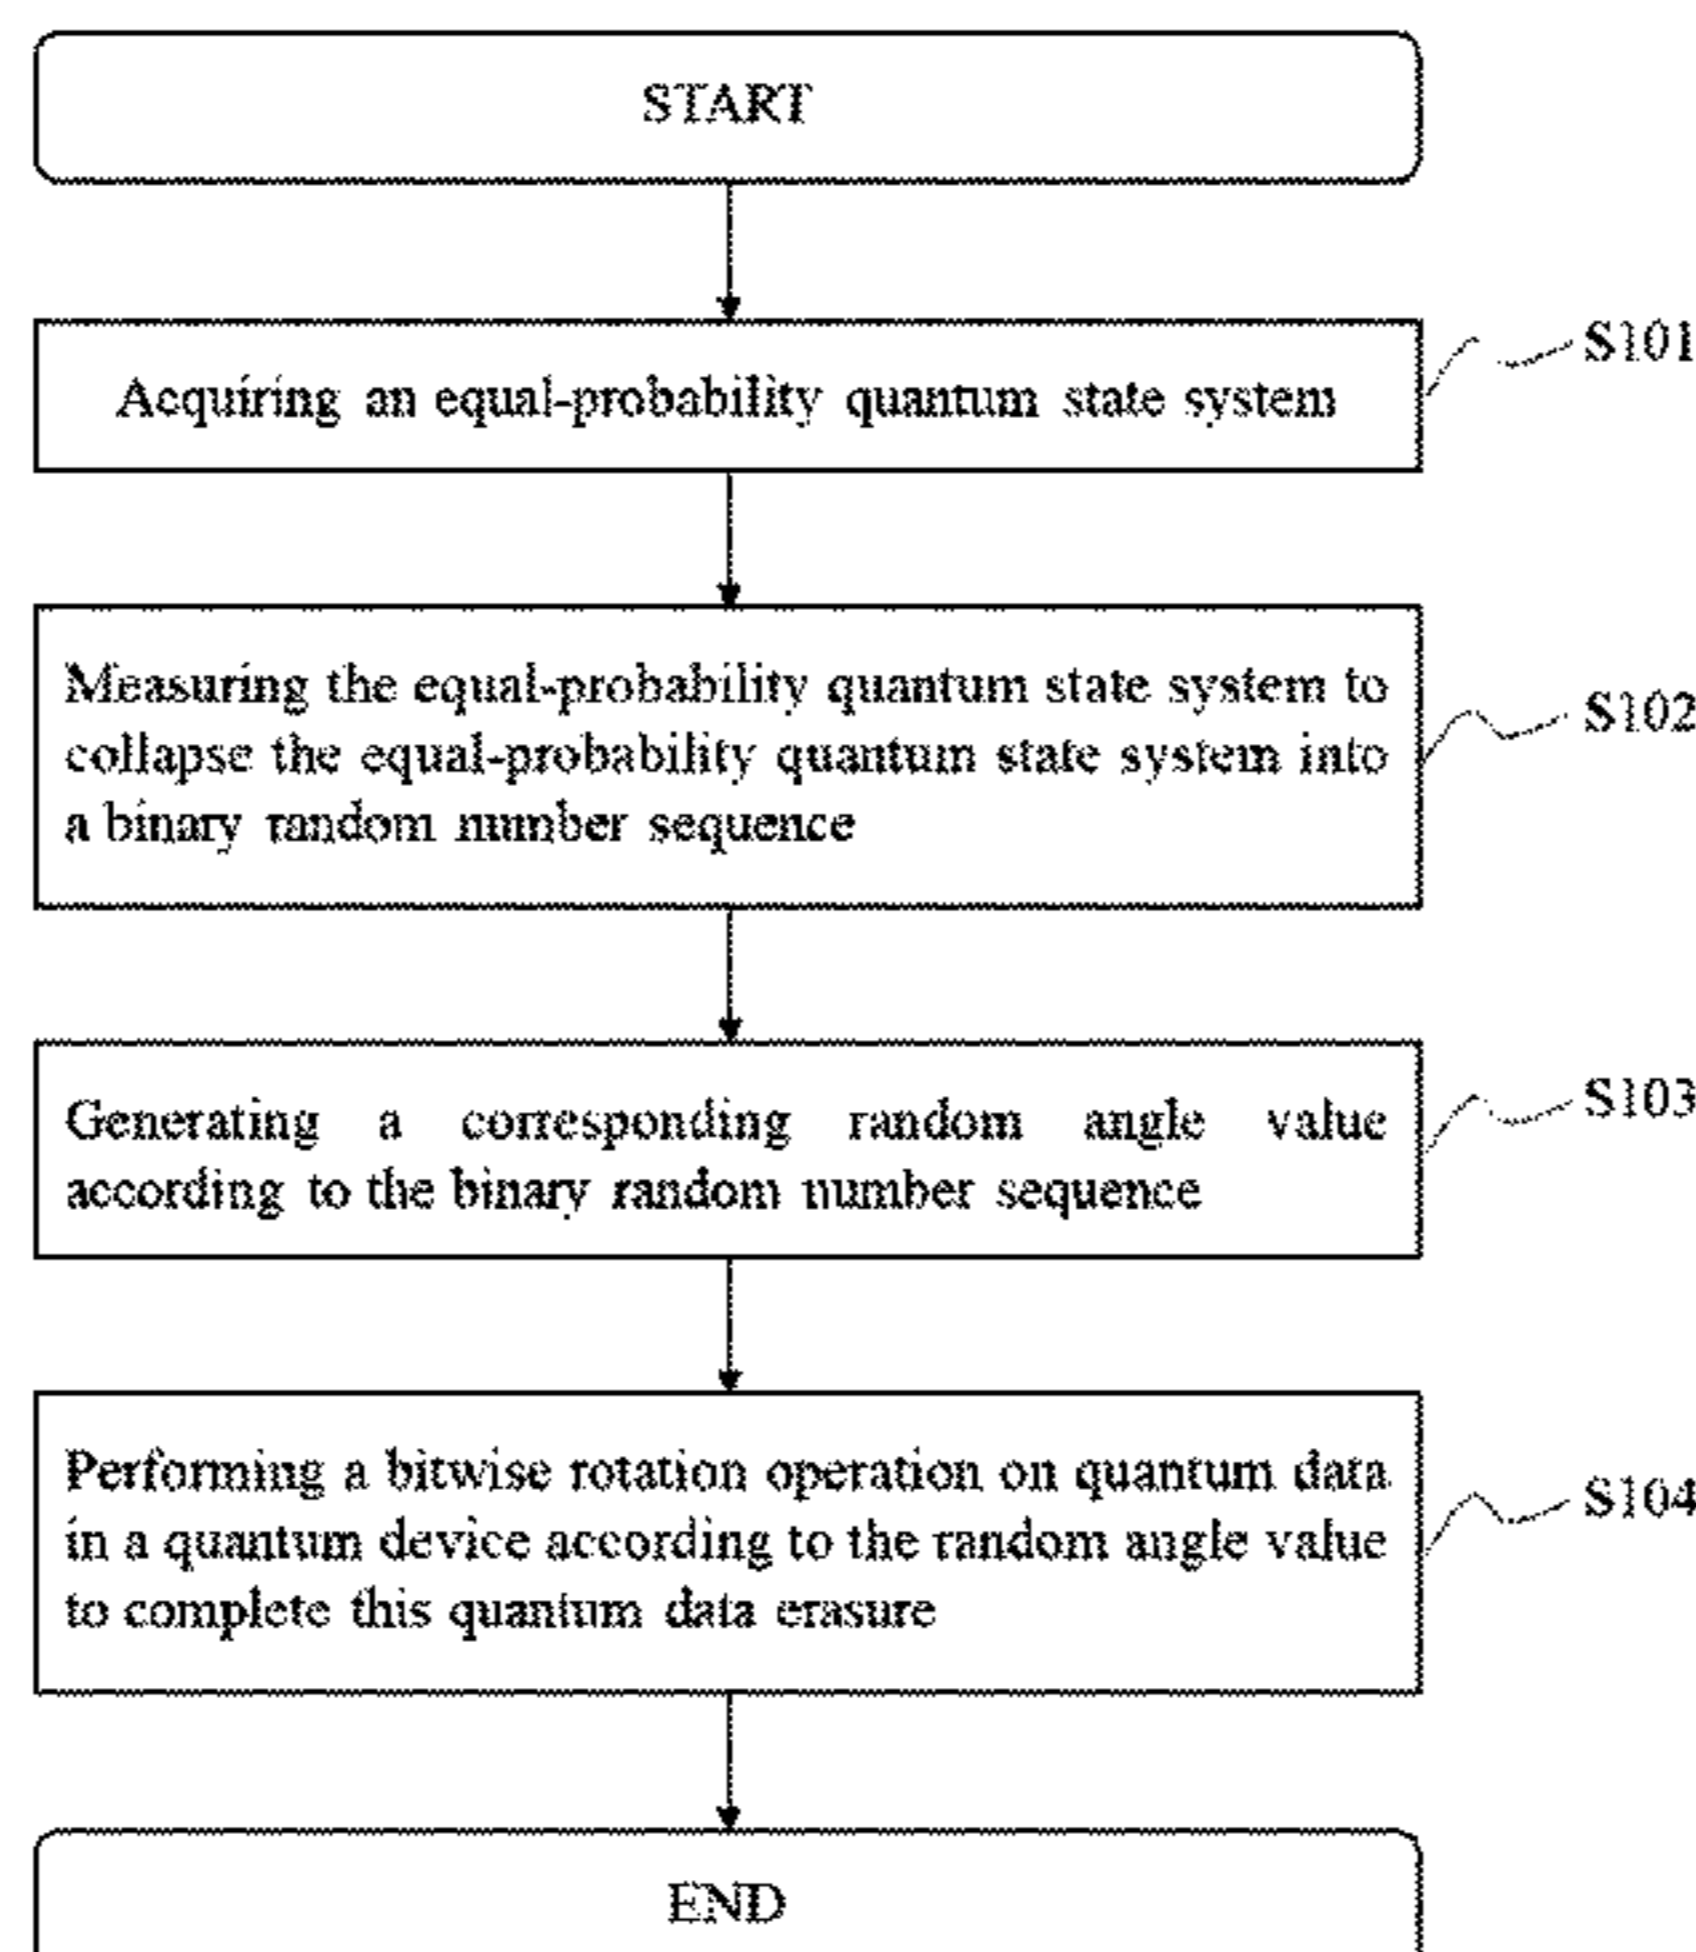 START
Acquiring an equal-probability quantum state system
S101
Measuring the equal-probability quantum state system to
collapse the equal-probability quantum state system into
a binary random number sequence
S102
Generating a corresponding random angle value
according to the binary random number sequence
S103
Performing a bitwise rotation operation on quantum data
in a quantum device according to the random angle value
to complete this quantum data erasure
S104
END